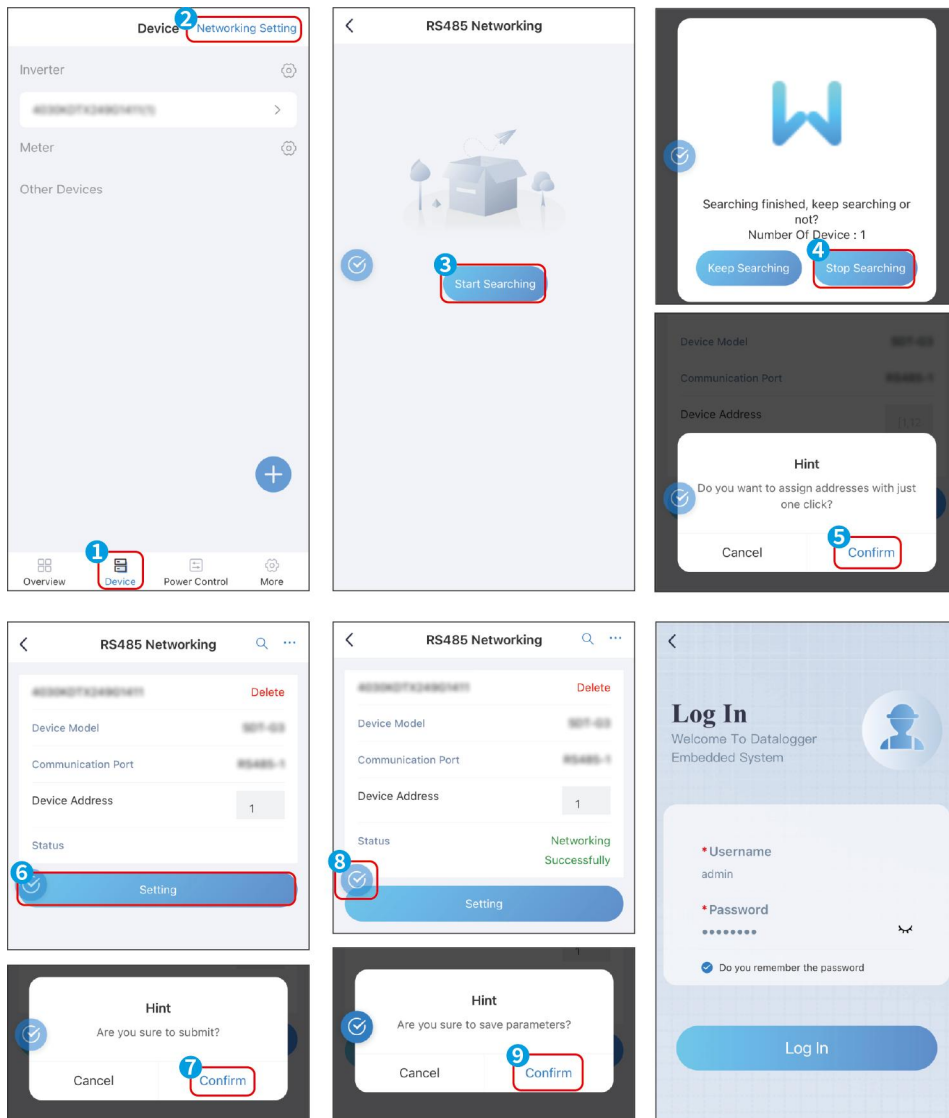 Device
2
Networking Setting
Inverter
Meter
Other Devices
1
Overview
Device
Power Control
More
RS485 Networking
3
Start Searching
Searching finished, keep searching or
not?
Number Of Device : 1
4
Keep Searching
Stop Searching
Device Model
Communication Port
Device Address
Hint
Do you want to assign addresses with just
one click?
5
Cancel
Confirm
RS485 Networking
Delete
Device Model
Communication Port
Device Address
1
Status
6
Setting
Hint
Are you sure to submit?
7
Cancel
Confirm
RS485 Networking
Delete
Device Model
Communication Port
Device Address
1
Status
Networking
Successfully
8
Setting
1
Hint
Are you sure to save parameters?
9
Cancel
Confirm
Log In
Welcome To Datalogger
Embedded System
*Username
admin
*Password
Do you remember the password
Log In